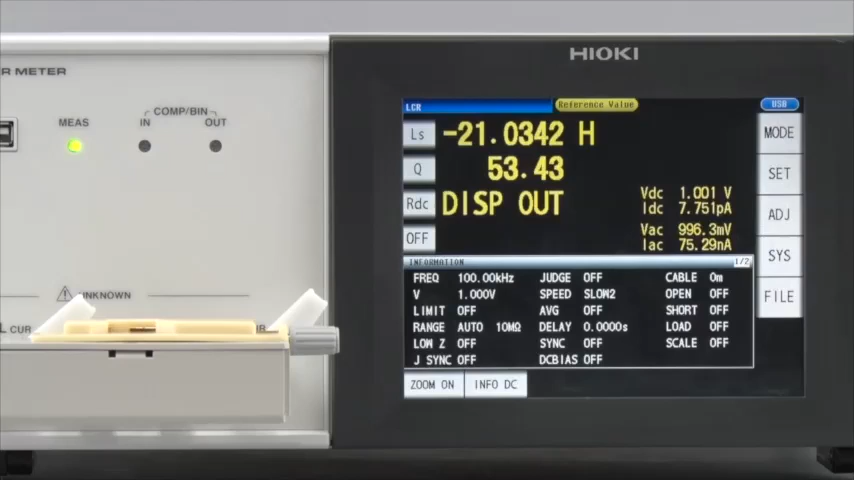 HIOKI
R METER
COMP/BIN
MEAS IN OUT
UNKNOWN
L CUR
LCR Reference Value USB
Ls -21.0342 H
Q 53.43
Rdc DISP OUT
OFF
Vdc 1.001 V
Idc 7.751pA
Vac 996.3mV
Iac 75.29nA
MODE
SET
ADJ
SYS
FILE
INFORMATION 1/2
FREQ 100.00kHz JUDGE OFF CABLE 0m
V 1.000V SPEED SLOW2 OPEN OFF
LIMIT OFF AVG OFF SHORT OFF
RANGE AUTO 10MΩ DELAY 0.0000s LOAD OFF
LOW Z OFF SYNC OFF SCALE OFF
J SYNC OFF DCBIAS OFF
ZOOM ON INFO DC